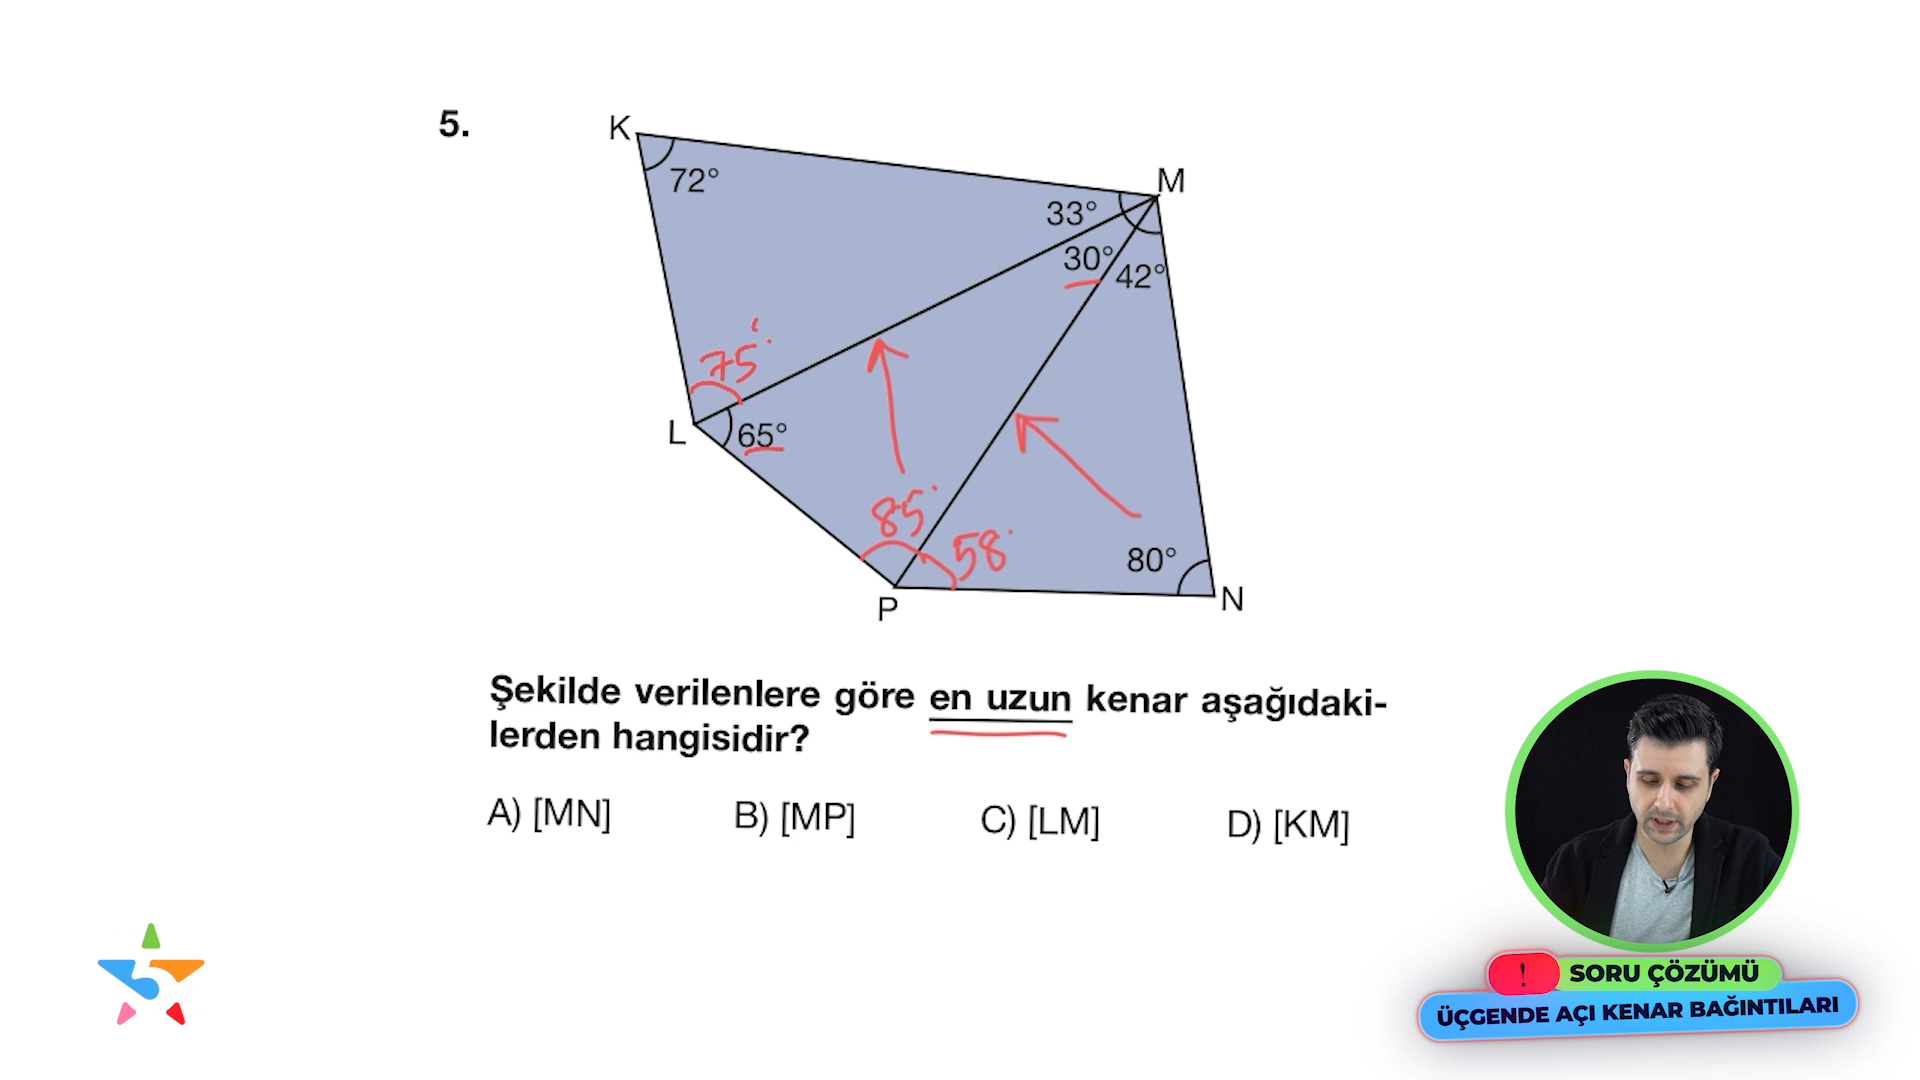 5.
K
72°
M
33°
30°
42°
75°
L
65°
85°
58°
80°
P
N
Şekilde verilenlere göre en uzun kenar aşağıdaki-
lerden hangisidir?
A) [MN] B) [MP] C) [LM] D) [KM]
5
! SORU ÇÖZÜMÜ
ÜÇGENDE AÇI KENAR BAĞINTILARI